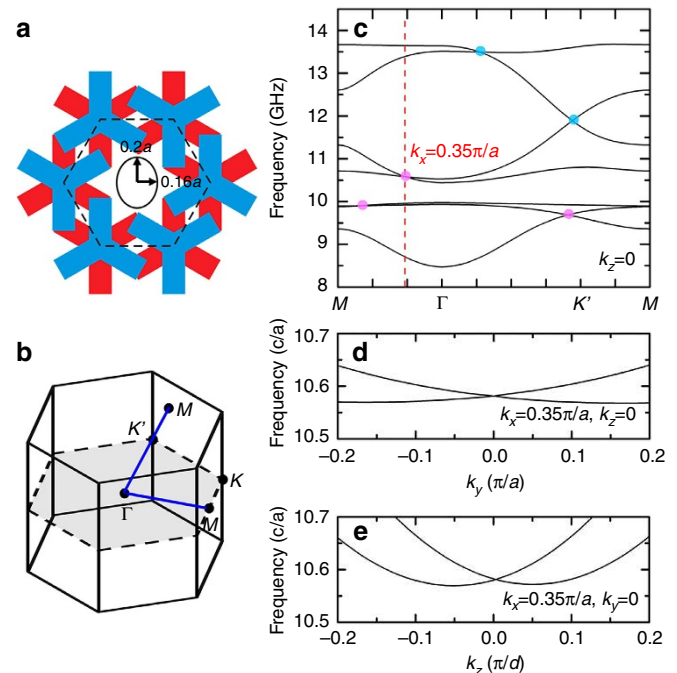 a
0.2a
0.16a
b
M
K'
K
Γ
M
c
Frequency (GHz)
14
13
12
11
10
9
8
kx=0.35π/a
kz=0
M
Γ
K'
M
d
Frequency (c/a)
10.7
10.6
10.5
kx=0.35π/a, kz=0
−0.2
−0.1
0.0
0.1
0.2
ky (π/a)
e
Frequency (c/a)
10.7
10.6
10.5
kx=0.35π/a, ky=0
−0.2
−0.1
0.0
0.1
0.2
kz (π/d)